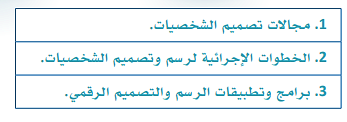 1. مجالات تصميم الشخصيات.
2. الخطوات الإجرائية لرسم وتصميم الشخصيات.
3. برامج وتطبيقات الرسم والتصميم الرقمي.